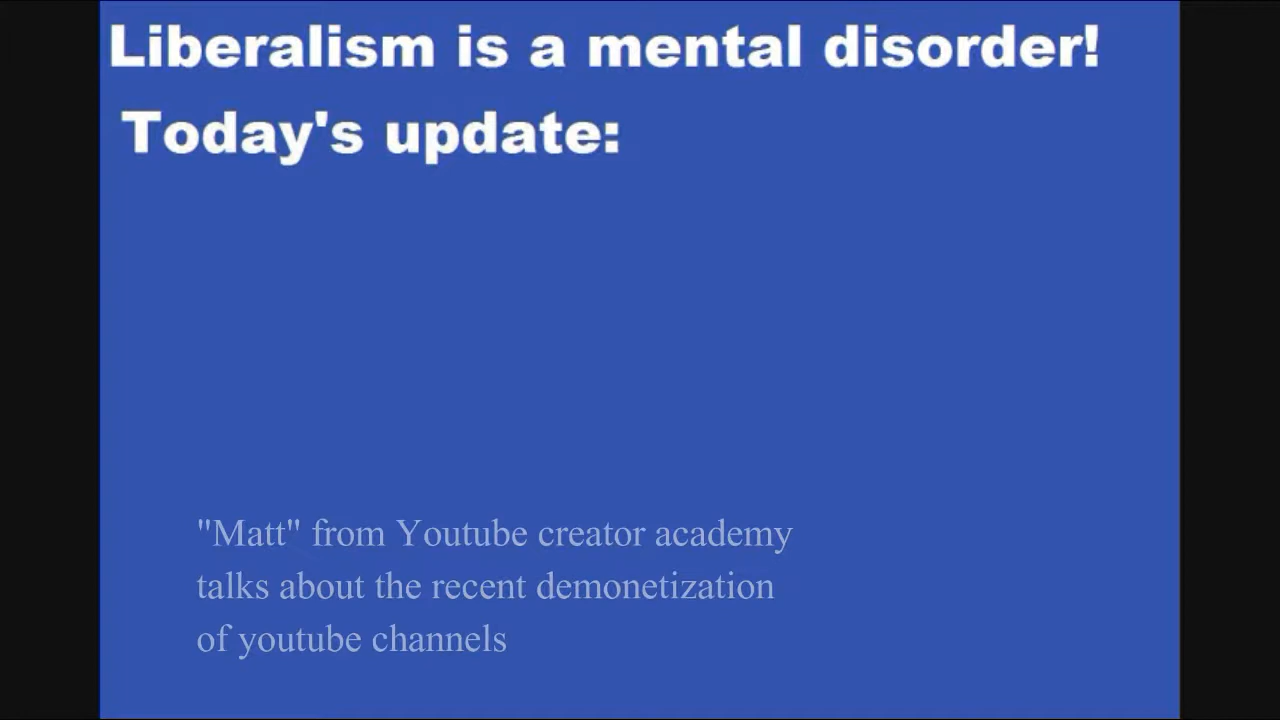 Liberalism is a mental disorder!
Today's update:
"Matt" from Youtube creator academy
talks about the recent demonetization
of youtube channels